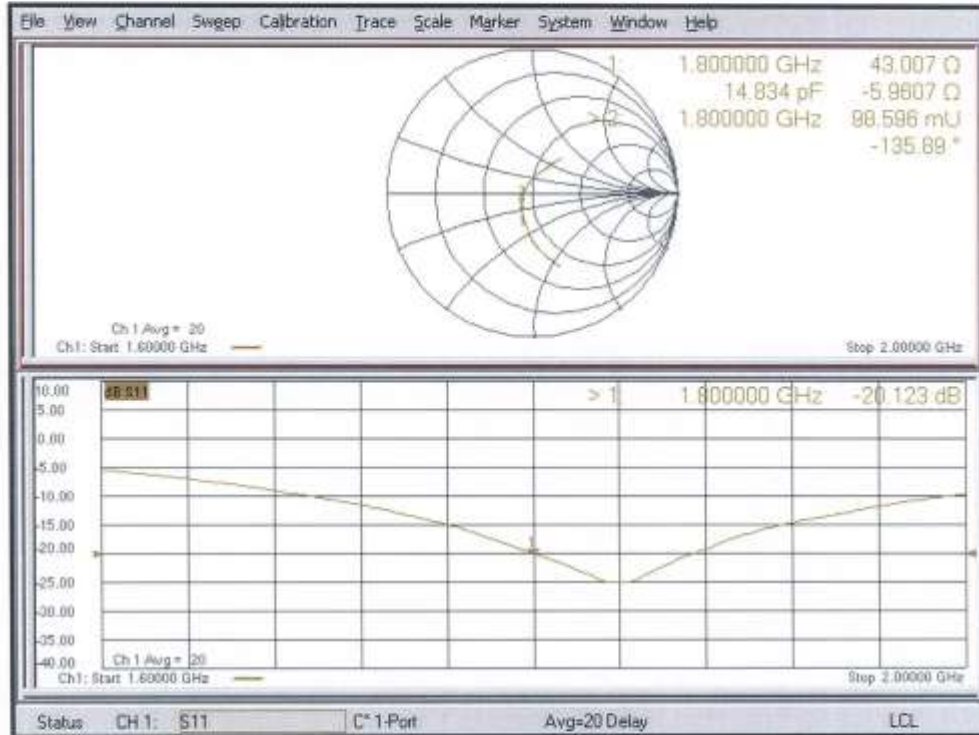 File View Channel Sweep Calibration Trace Scale Marker System Window Help
1: 1.800000 GHz 43.007 Ω
14.834 pF -5.9607 Ω
> 2: 1.800000 GHz 98.596 mU
-135.89 °
Ch 1 Avg = 20
Ch1: Start 1.60000 GHz
Stop 2.00000 GHz
10.00
dB S11
> 1: 1.800000 GHz -20.123 dB
5.00
0.00
-5.00
-10.00
-15.00
-20.00
1
-25.00
-30.00
-35.00
-40.00
Ch 1 Avg = 20
Ch1: Start 1.60000 GHz
Stop 2.00000 GHz
Status CH 1: S11 C* 1-Port Avg=20 Delay LCL